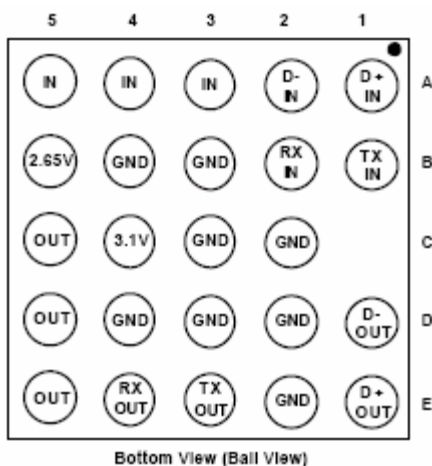 5 4 3 2 1
IN IN IN D- IN D+ IN A
2.65V GND GND RX IN TX IN B
OUT 3.1V GND GND C
OUT GND GND GND D- OUT D
OUT RX OUT TX OUT GND D+ OUT E
Bottom View (Ball View)